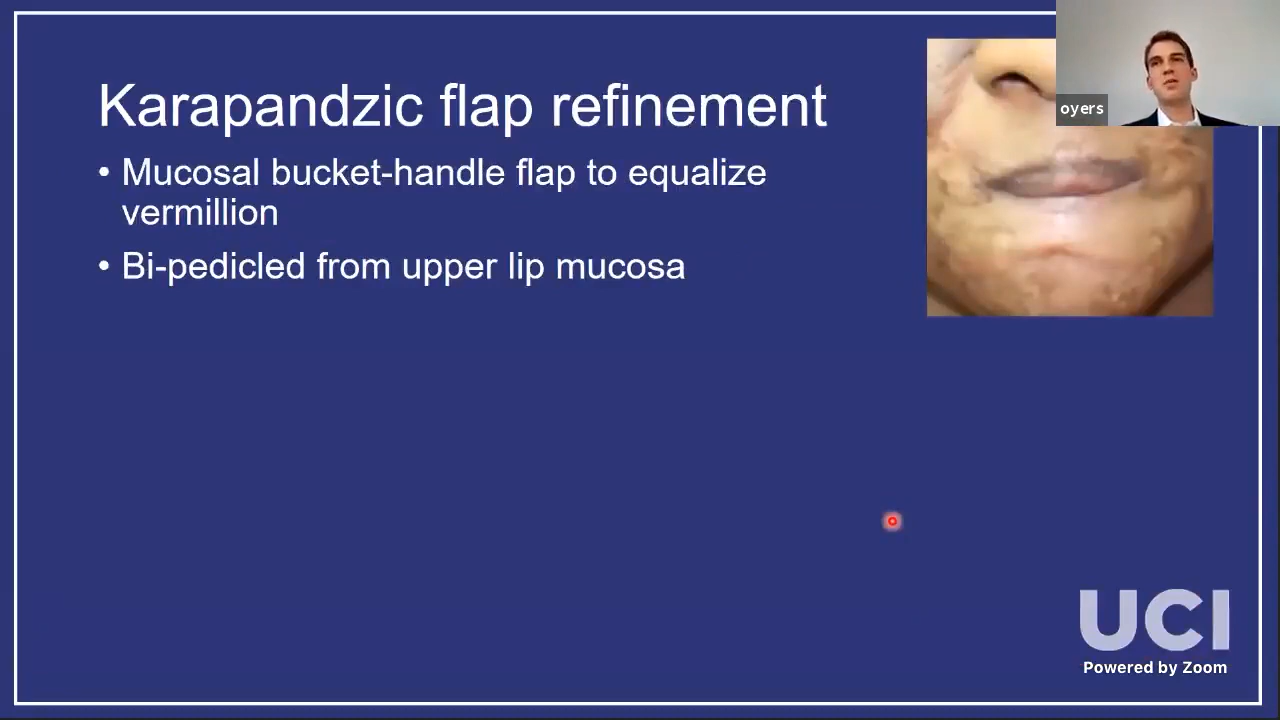 Karapandzic flap refinement
• Mucosal bucket-handle flap to equalize
vermillion
• Bi-pedicled from upper lip mucosa
oyers
UCI
Powered by Zoom